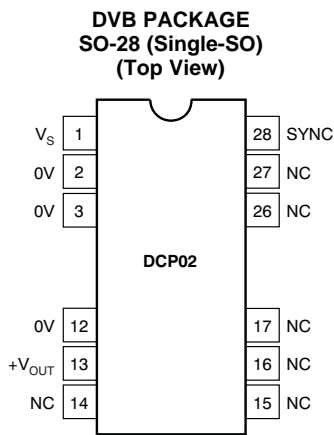 DVB PACKAGE
SO-28 (Single-SO)
(Top View)
V_S 1 28 SYNC
0V 2 27 NC
0V 3 26 NC
DCP02
0V 12 17 NC
+V_OUT 13 16 NC
NC 14 15 NC